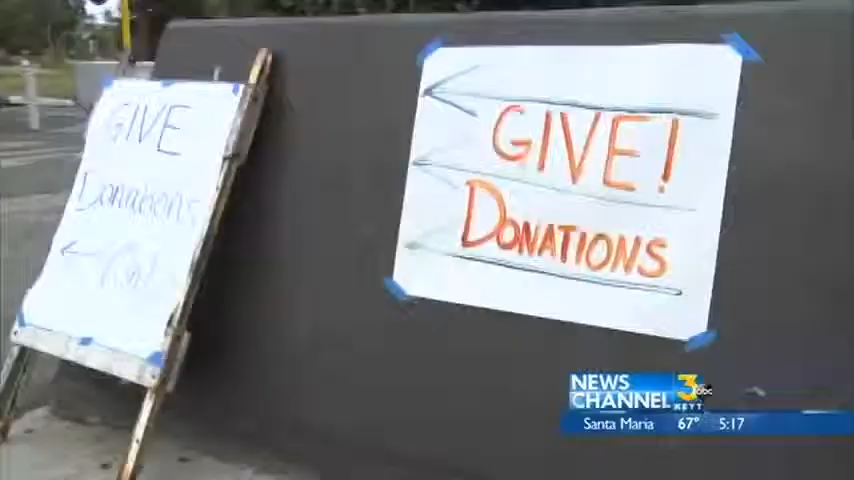 GIVE
Donations
GIVE!
DONATIONS
NEWS
CHANNEL 3 abc
KEYT
Santa Maria 67° 5:17